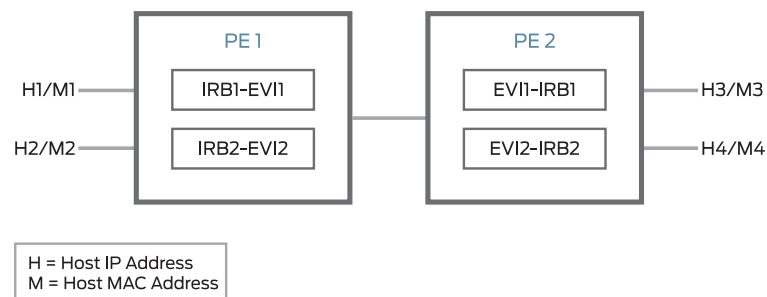 PE 1
PE 2
H1/M1
IRB1-EVI1
EVI1-IRB1
H3/M3
H2/M2
IRB2-EVI2
EVI2-IRB2
H4/M4
H = Host IP Address
M = Host MAC Address